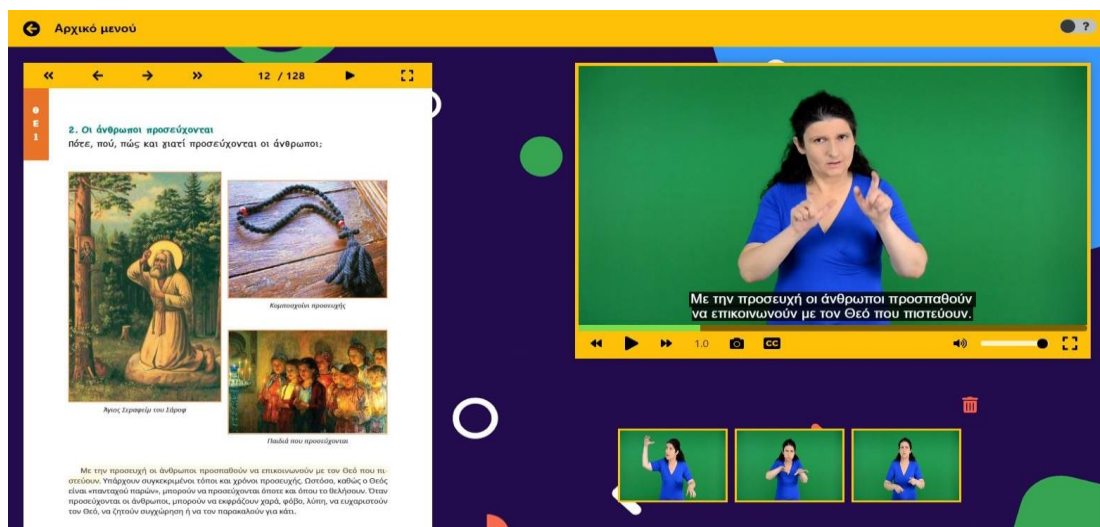 Αρχικό μενού
?
12 / 128
Θ
Ε
1
2. Οι άνθρωποι προσεύχονται
Πότε, πού, πώς και γιατί προσεύχονται οι άνθρωποι;
Κομποσχοίνι προσευχής
Άγιος Σεραφείμ του Σάρωφ
Παιδιά που προσεύχονται
Με την προσευχή οι άνθρωποι προσπαθούν να επικοινωνούν με τον Θεό που πι-
στεύουν. Υπάρχουν συγκεκριμένοι τόποι και χρόνοι προσευχής. Ωστόσο, καθώς ο Θεός
είναι «πανταχού παρών», μπορούν να προσεύχονται όποτε και όπου το θελήσουν. Όταν
προσεύχονται οι άνθρωποι, μπορούν να εκφράζουν χαρά, φόβο, λύπη, να ευχαριστούν
τον Θεό, να ζητούν συγχώρηση ή να τον παρακαλούν για κάτι.
Με την προσευχή οι άνθρωποι προσπαθούν
να επικοινωνούν με τον Θεό που πιστεύουν.
1.0
CC